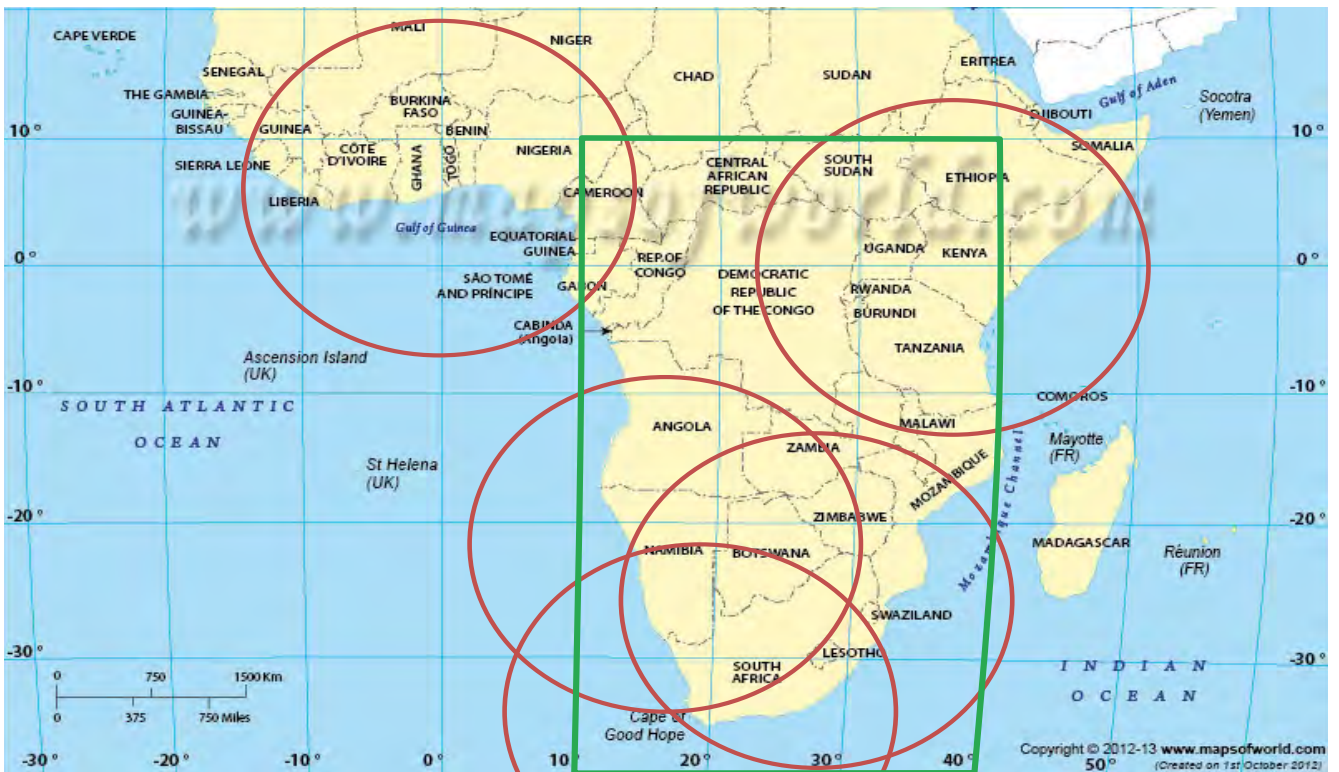 MALI
CAPE VERDE
NIGER
ERITREA
SENEGAL
CHAD
SUDAN
THE GAMBIA
BURKINA
FASO
Gulf of Aden
Socotra
(Yemen)
GUINEA-
BISSAU
GUINEA
BENIN
DJIBOUTI
10°
10°
CÔTE
D'IVOIRE
GHANA
TOGO
NIGERIA
SOMALIA
SIERRA LEONE
CENTRAL
AFRICAN
REPUBLIC
SOUTH
SUDAN
ETHIOPIA
LIBERIA
CAMEROON
www.mapsofworld.com
Gulf of Guinea
EQUATORIAL
GUINEA
UGANDA
KENYA
0°
0°
REP.OF
CONGO
DEMOCRATIC
REPUBLIC
OF THE CONGO
SÃO TOMÉ
AND PRÍNCIPE
GABON
RWANDA
BURUNDI
CABINDA
(Angola)
TANZANIA
Ascension Island
(UK)
-10°
-10°
COMOROS
SOUTH ATLANTIC
OCEAN
ANGOLA
MALAWI
ZAMBIA
Mayotte
(FR)
St Helena
(UK)
MOZAMBIQUE
Mozambique Channel
ZIMBABWE
-20°
-20°
NAMIBIA
BOTSWANA
MADAGASCAR
Réunion
(FR)
SWAZILAND
LESOTHO
-30°
-30°
SOUTH
AFRICA
INDIAN
OCEAN
0 750 1500 Km
0 375 750 Miles
Cape of
Good Hope
Copyright © 2012-13 www.mapsofworld.com
(Created on 1st October 2012)
-30° -20° -10° 0° 10° 20° 30° 40° 50°